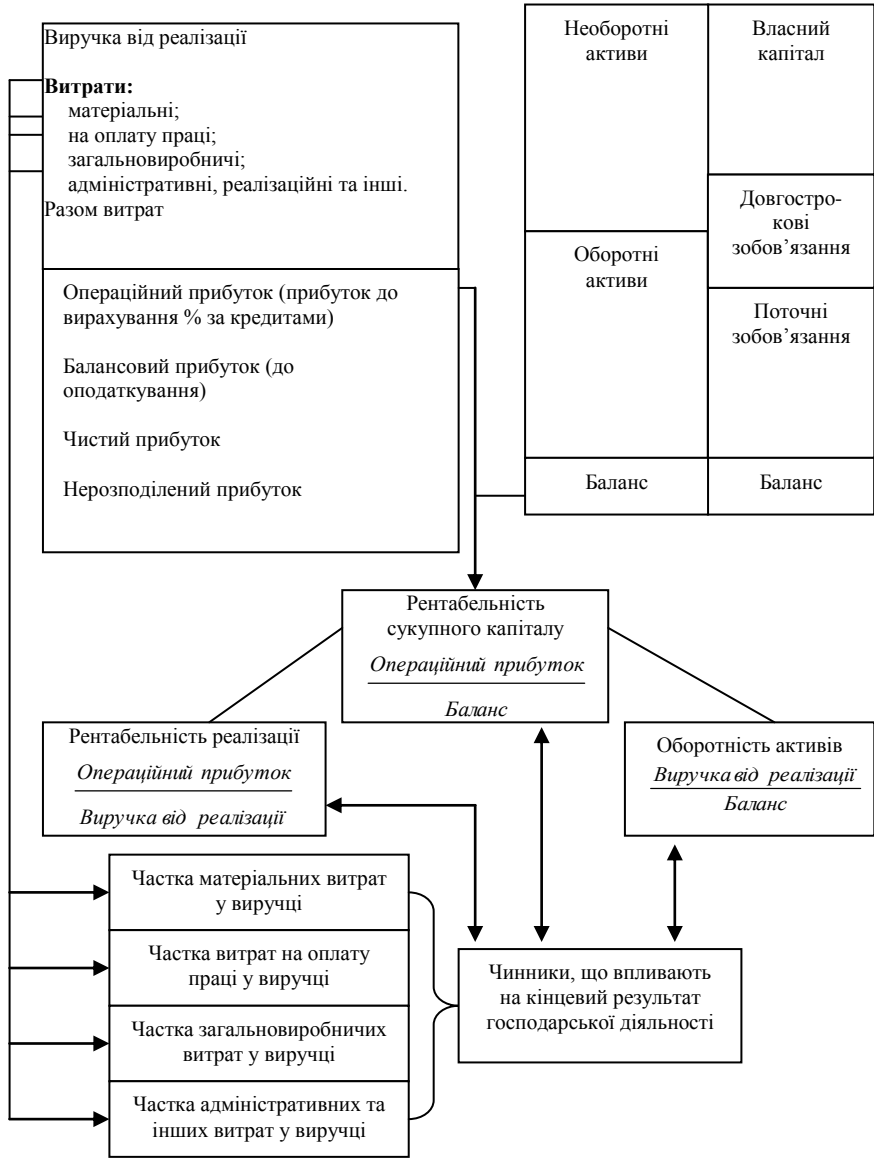 Виручка від реалізації
Витрати:
матеріальні;
на оплату праці;
загальновиробничі;
адміністративні, реалізаційні та інші.
Разом витрат
Операційний прибуток (прибуток до
вирахування % за кредитами)
Балансовий прибуток (до
оподаткування)
Чистий прибуток
Нерозподілений прибуток
Необоротні
активи
Власний
капітал
Довгостро-
кові
зобов’язання
Оборотні
активи
Поточні
зобов’язання
Баланс
Баланс
Рентабельність
сукупного капіталу
Операційний прибуток
Баланс
Рентабельність реалізації
Операційний прибуток
Виручка від реалізації
Оборотність активів
Виручка від реалізації
Баланс
Частка матеріальних витрат
у виручці
Частка витрат на оплату
праці у виручці
Частка загальновиробничих
витрат у виручці
Частка адміністративних та
інших витрат у виручці
Чинники, що впливають
на кінцевий результат
господарської діяльності